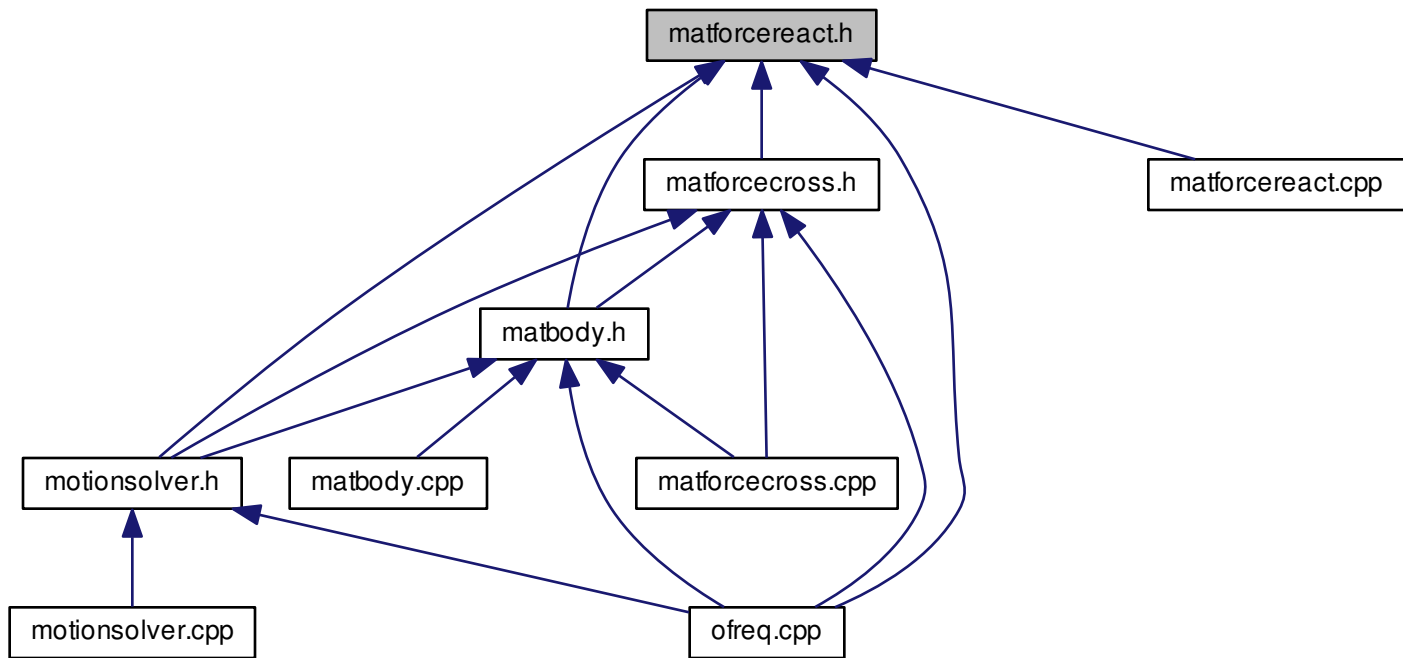 matforcereact.h
matforcecross.h
matforcereact.cpp
matbody.h
motionsolver.h
matbody.cpp
matforcecross.cpp
motionsolver.cpp
ofreq.cpp